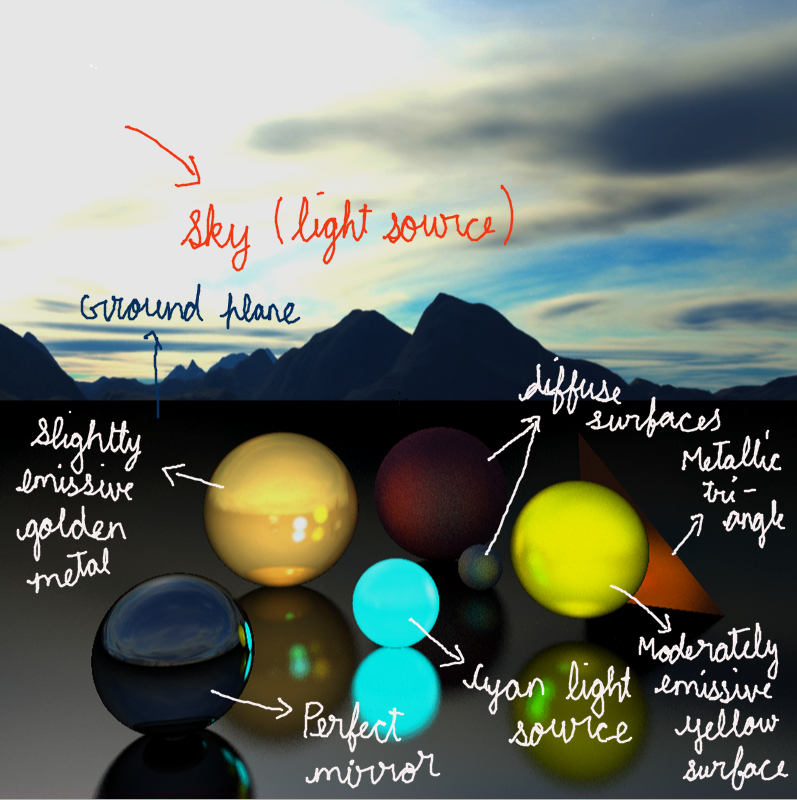 Sky (light source)
Ground plane
diffuse
surfaces
Slightly
emissive
golden
metal
Metallic
tri-
angle
Moderately
emissive
yellow
surface
Cyan light
source
Perfect
mirror